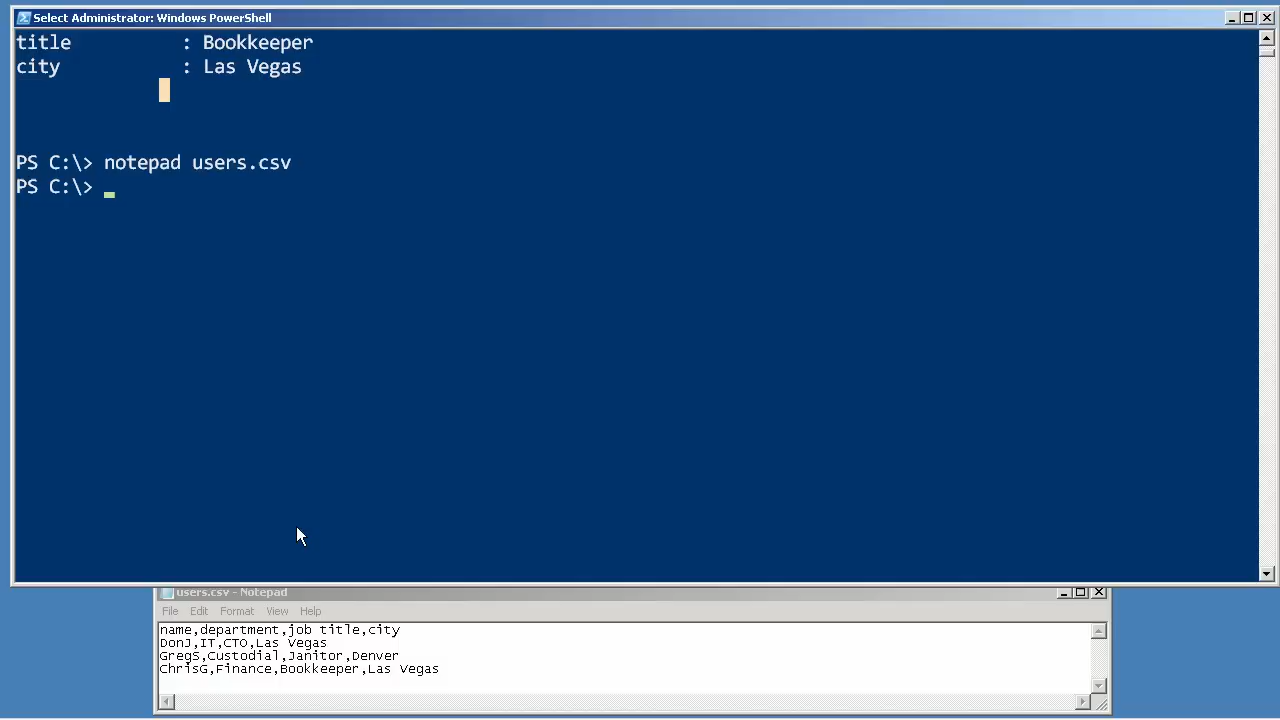 Select Administrator: Windows PowerShell
title : Bookkeeper
city : Las Vegas
PS C:\> notepad users.csv
PS C:\>
users.csv - Notepad
File Edit Format View Help
name,department,job title,city
DonJ,IT,CTO,Las Vegas
GregS,Custodial,Janitor,Denver
ChrisG,Finance,Bookkeeper,Las Vegas